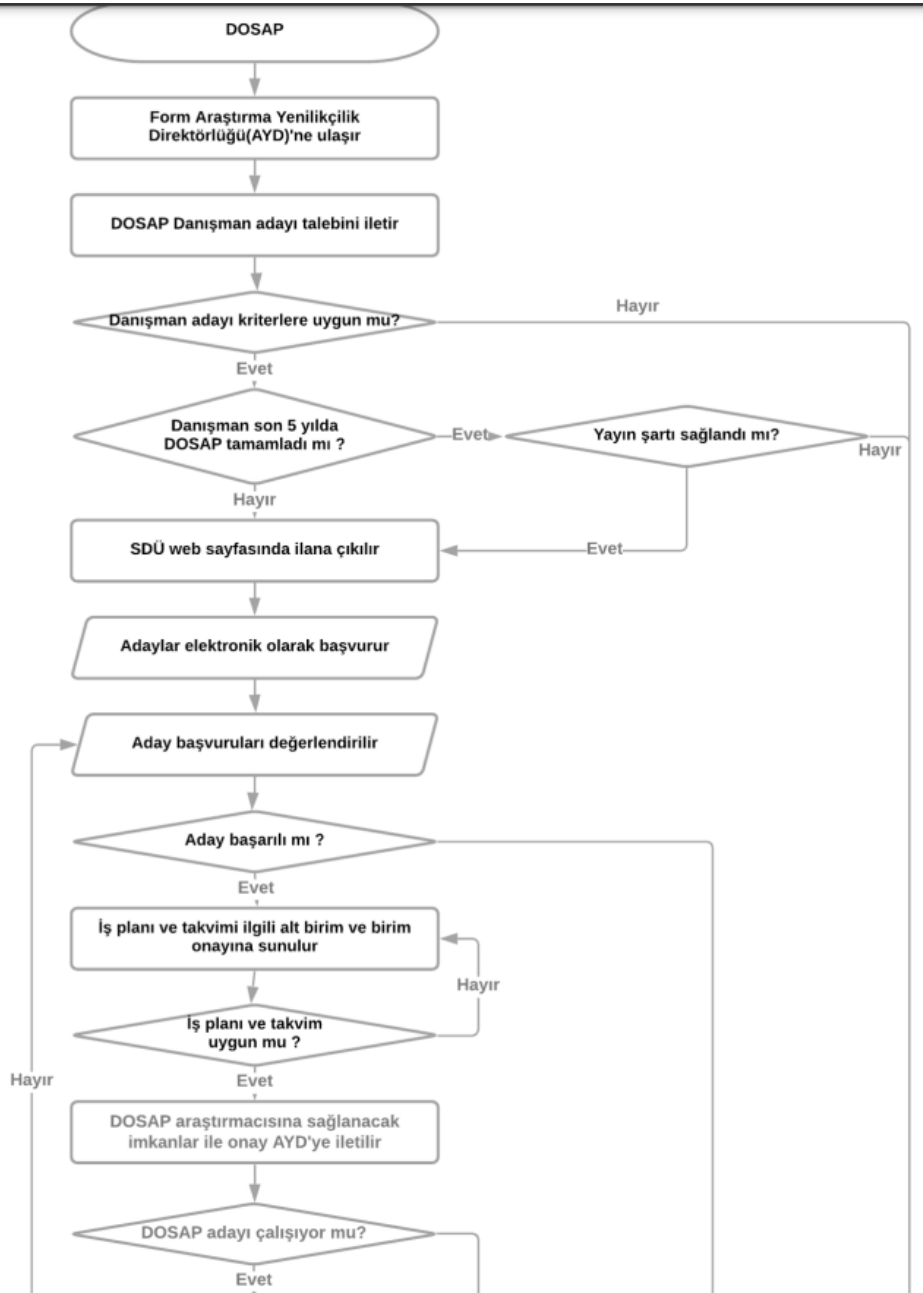 DOSAP
Form Araştırma Yenilikçilik
Direktörlüğü(AYD)'ne ulaşır
DOSAP Danışman adayı talebini iletir
Danışman adayı kriterlere uygun mu?
Hayır
Evet
Danışman son 5 yılda
DOSAP tamamladı mı ?
Evet
Yayın şartı sağlandı mı?
Hayır
Hayır
SDÜ web sayfasında ilana çıkılır
Evet
Adaylar elektronik olarak başvurur
Aday başvuruları değerlendirilir
Aday başarılı mı ?
Evet
İş planı ve takvimi ilgili alt birim ve birim
onayına sunulur
Hayır
İş planı ve takvim
uygun mu ?
Hayır
Evet
DOSAP araştırmacısına sağlanacak
imkanlar ile onay AYD'ye iletilir
DOSAP adayı çalışıyor mu?
Evet